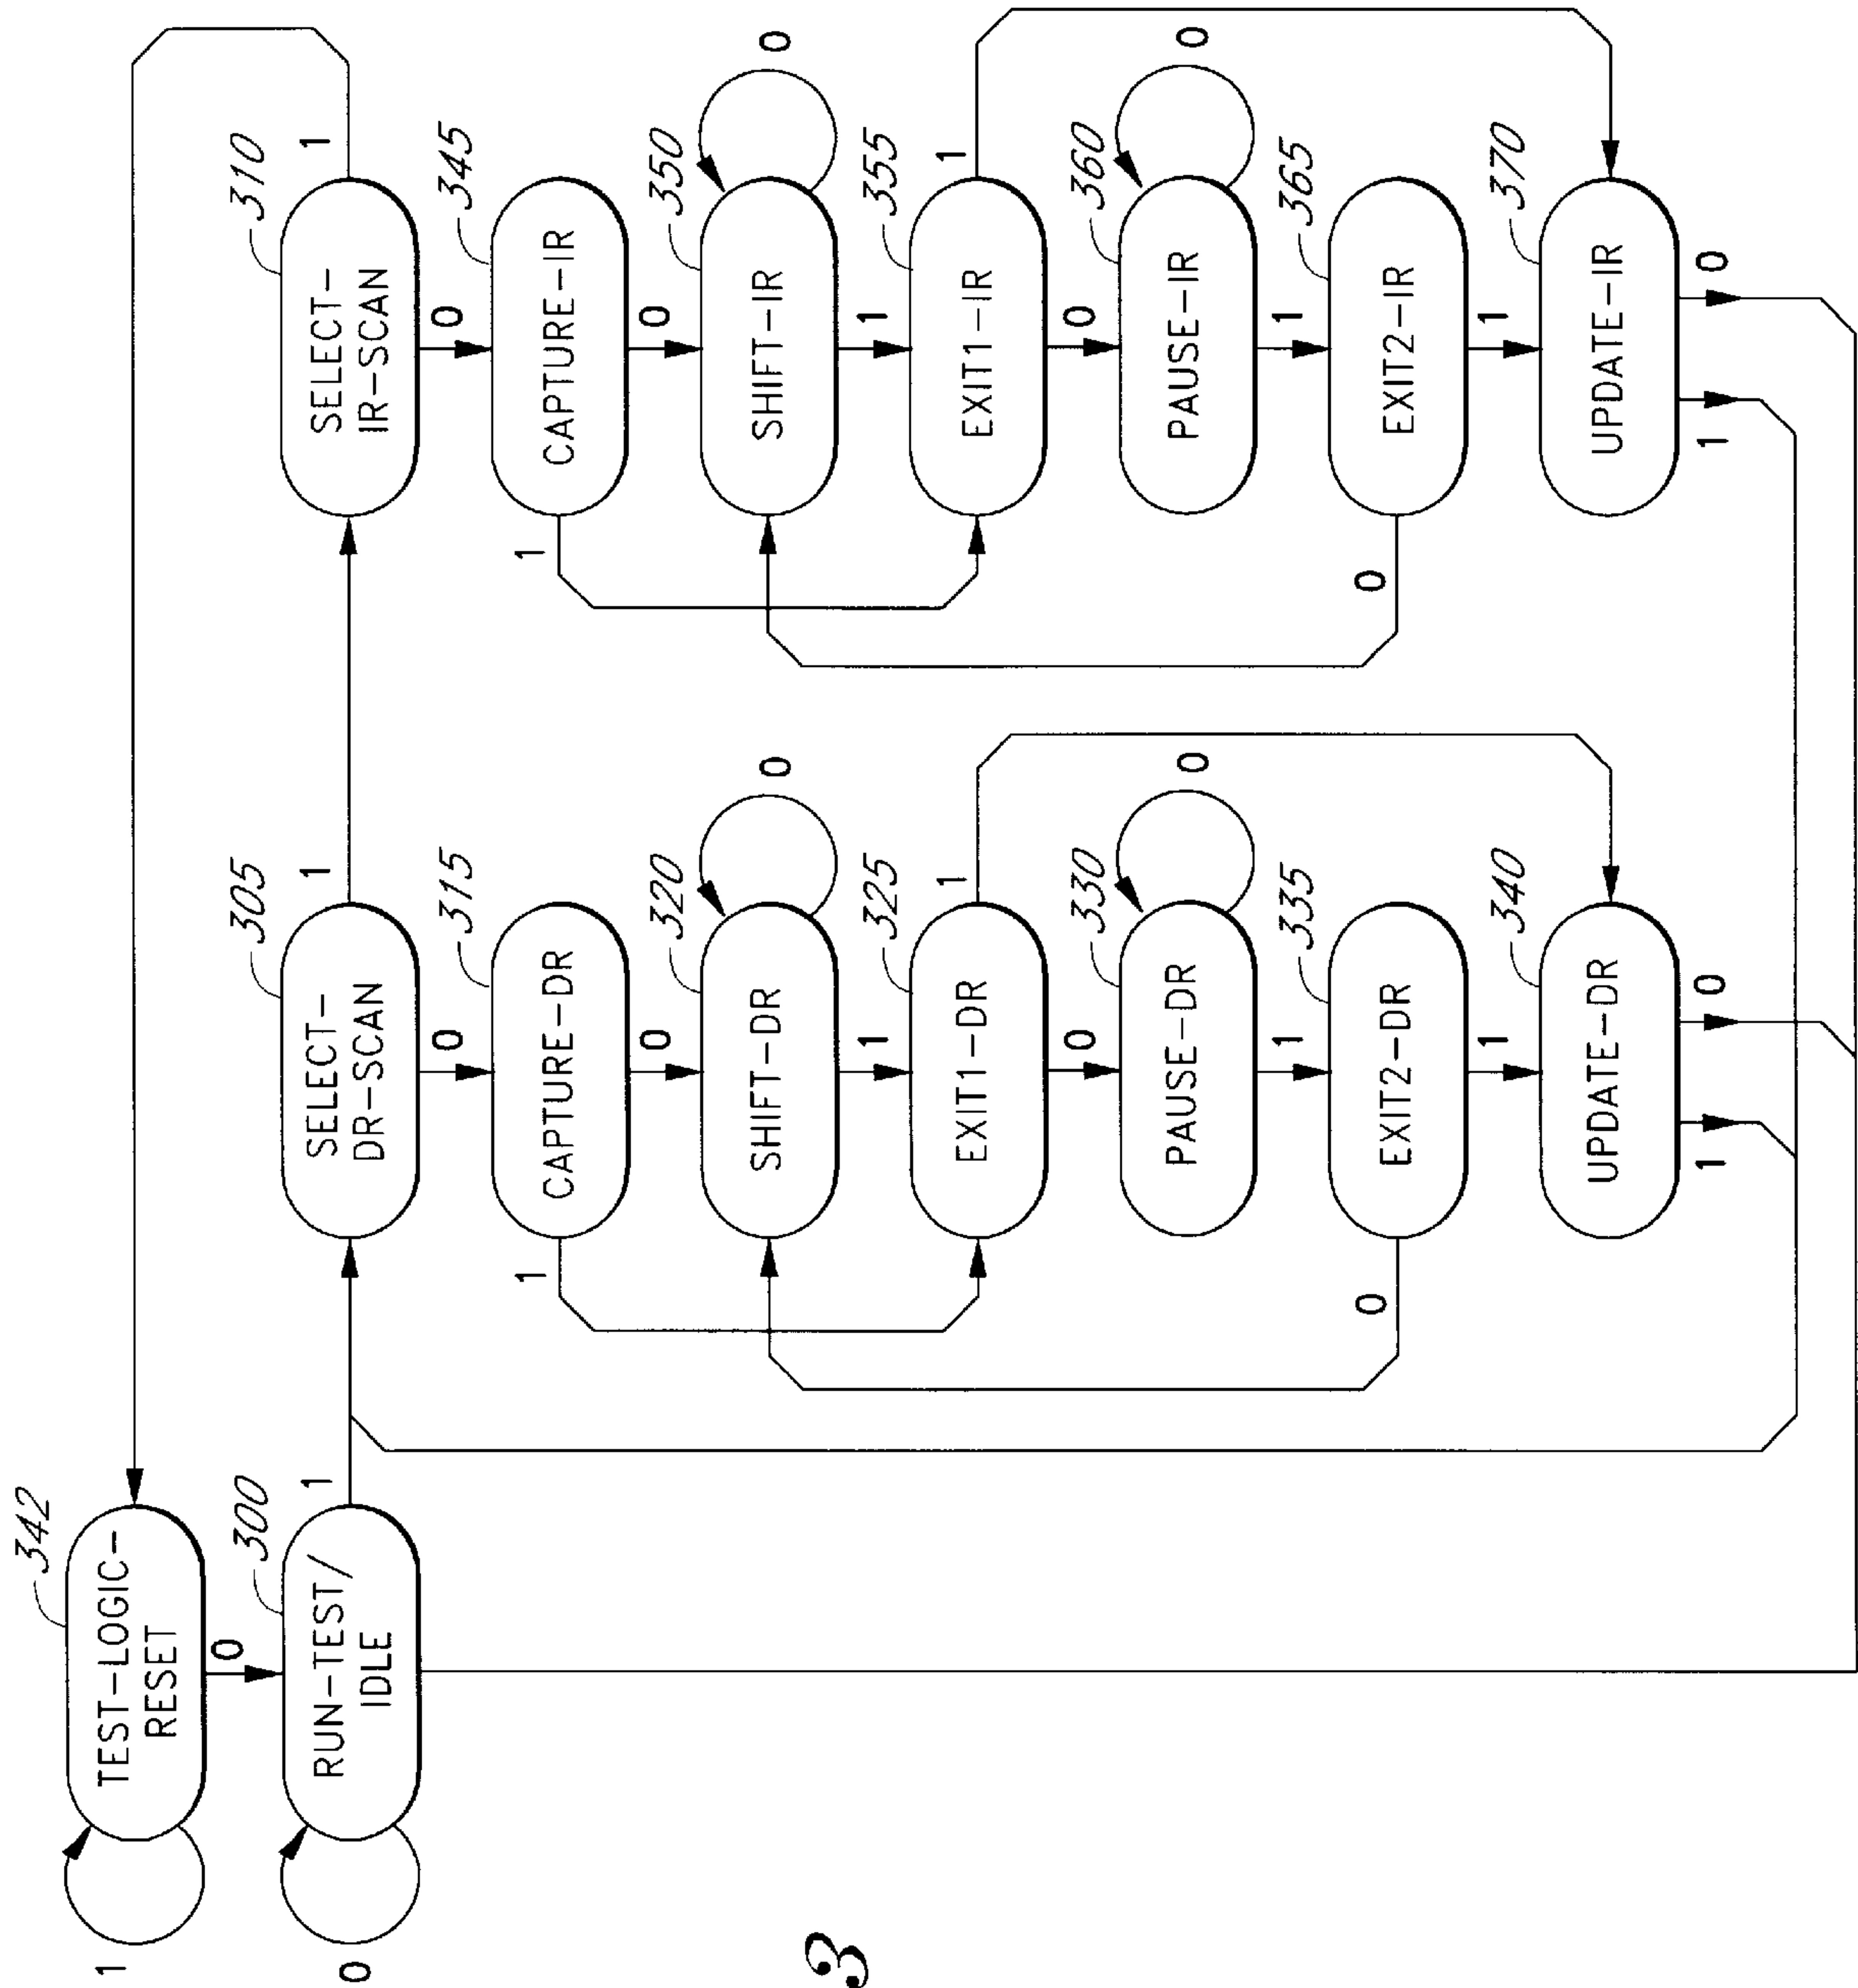 342
TEST-LOGIC-
RESET
1
0
300
RUN-TEST/
IDLE
0
1
305
SELECT-
DR-SCAN
1
0
315
CAPTURE-DR
1
0
320
SHIFT-DR
0
1
325
EXIT1-DR
1
0
330
PAUSE-DR
0
1
335
EXIT2-DR
0
1
340
UPDATE-DR
1
0
310
SELECT-
IR-SCAN
1
0
345
CAPTURE-IR
1
0
350
SHIFT-IR
0
1
355
EXIT1-IR
1
0
360
PAUSE-IR
0
1
365
EXIT2-IR
0
1
370
UPDATE-IR
1
0
3